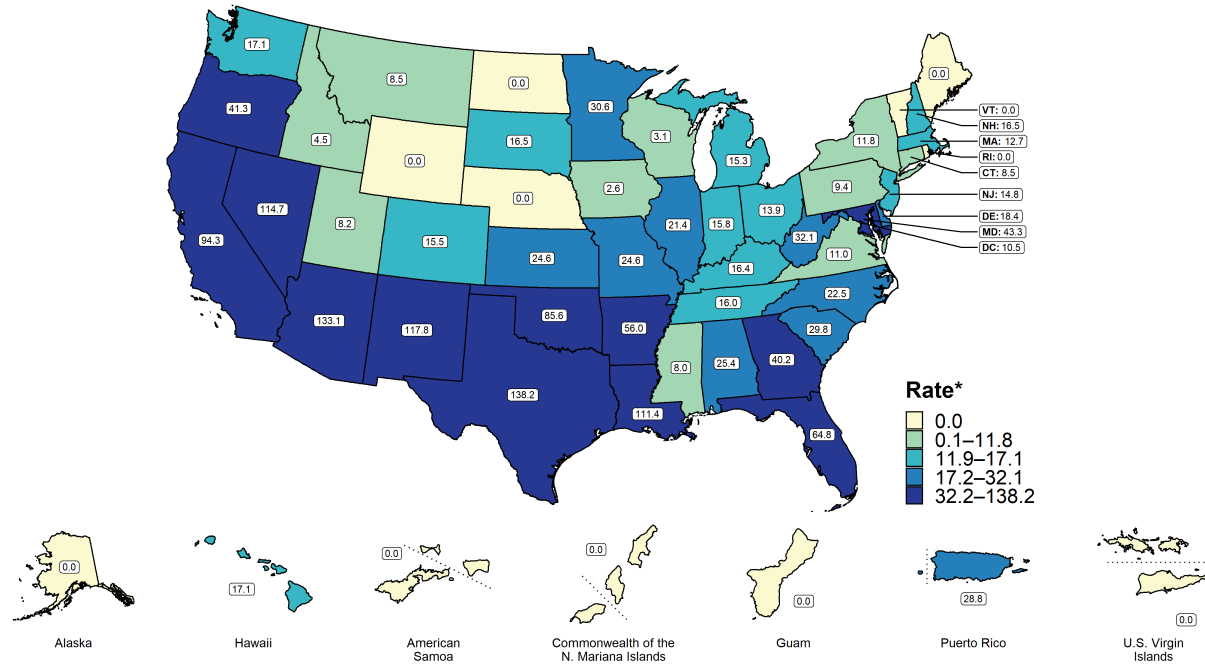 17.1
8.5
0.0
30.6
0.0
41.3
4.5
16.5
3.1
15.3
11.8
VT: 0.0
NH: 16.5
MA: 12.7
RI: 0.0
CT: 8.5
0.0
2.6
9.4
NJ: 14.8
114.7
8.2
0.0
21.4
15.8
13.9
DE: 18.4
MD: 43.3
DC: 10.5
94.3
15.5
24.6
24.6
32.1
11.0
16.4
133.1
117.8
85.6
56.0
16.0
22.5
29.8
8.0
25.4
40.2
138.2
111.4
64.8
Rate*
0.0
0.1–11.8
11.9–17.1
17.2–32.1
32.2–138.2
0.0
Alaska
17.1
Hawaii
0.0
American
Samoa
0.0
Commonwealth of the
N. Mariana Islands
0.0
Guam
28.8
Puerto Rico
0.0
U.S. Virgin
Islands